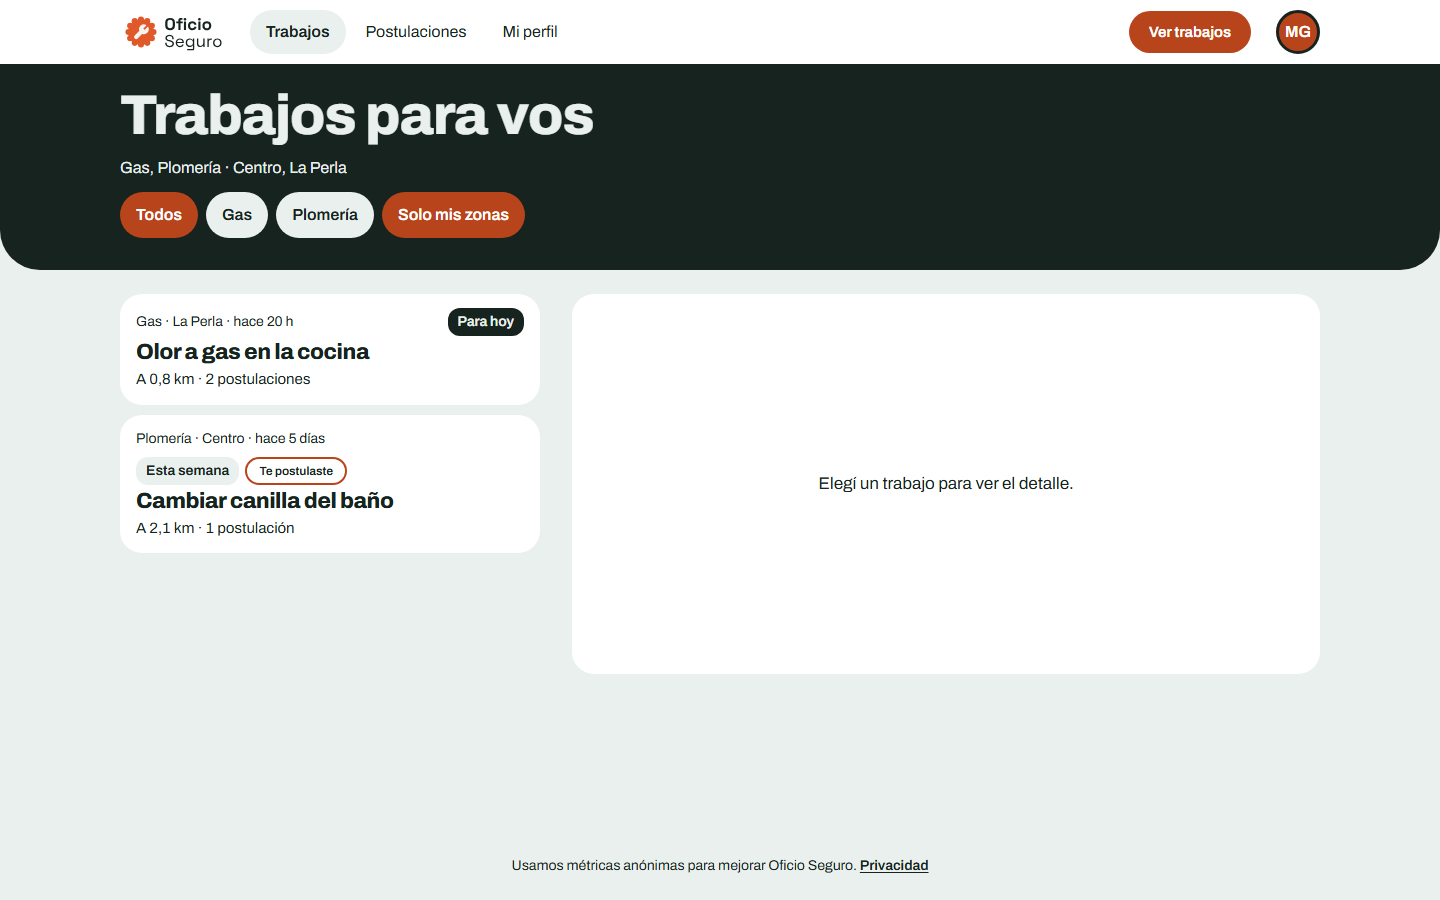 Oficio
Seguro
Trabajos
Postulaciones
Mi perfil
Ver trabajos
MG
Trabajos para vos
Gas, Plomería · Centro, La Perla
Todos
Gas
Plomería
Solo mis zonas
Gas · La Perla · hace 20 h
Para hoy
Olor a gas en la cocina
A 0,8 km · 2 postulaciones
Plomería · Centro · hace 5 días
Esta semana
Te postulaste
Cambiar canilla del baño
A 2,1 km · 1 postulación
Elegí un trabajo para ver el detalle.
Usamos métricas anónimas para mejorar Oficio Seguro. Privacidad